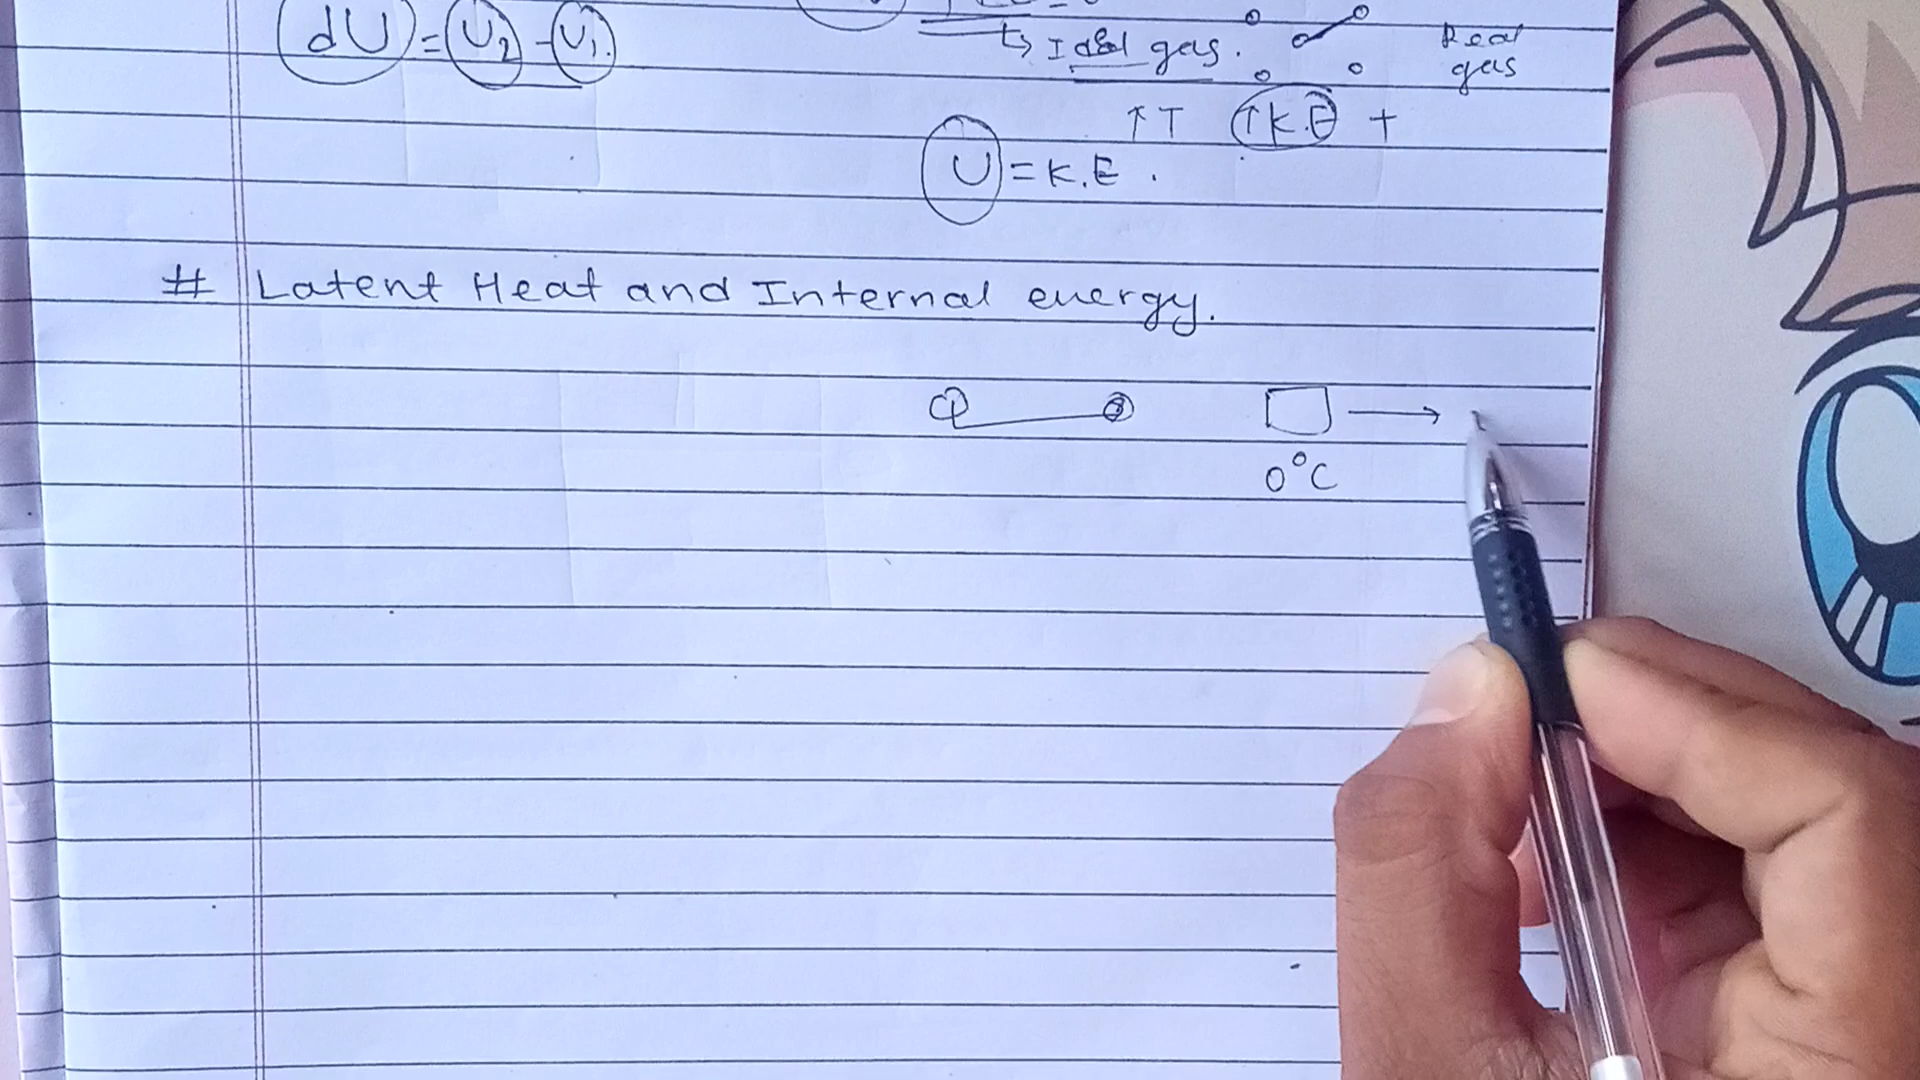 dU = U₂ - U₁.
↳ Ideal gas.
Real gas
↑T ↑K.E +
U = K.E.
# Latent Heat and Internal energy.
0°C